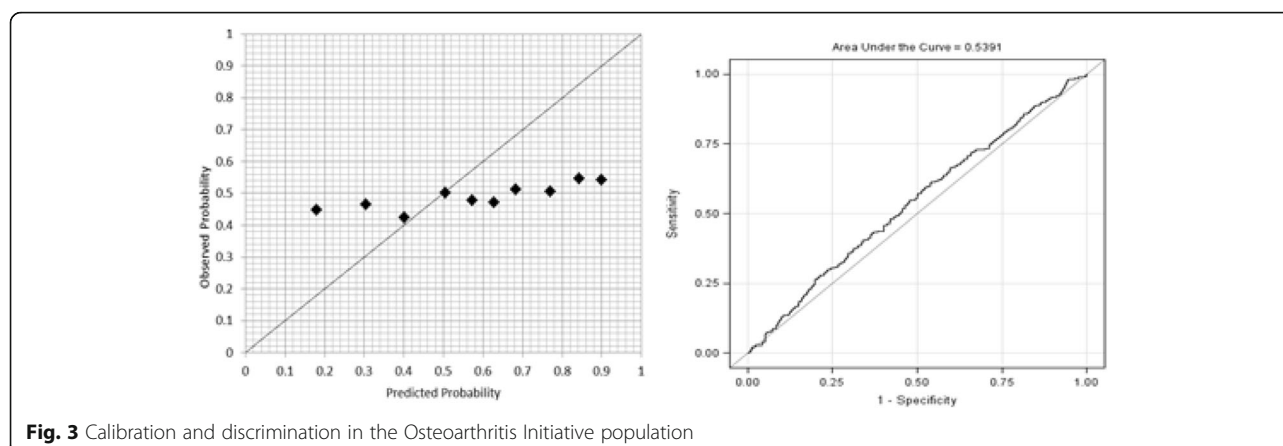 1
0.9
0.8
0.7
0.6
0.5
0.4
0.3
0.2
0.1
0
Observed Probability
0 0.1 0.2 0.3 0.4 0.5 0.6 0.7 0.8 0.9 1
Predicted Probability
Area Under the Curve = 0.5391
1.00
0.75
0.50
0.25
0.00
Sensitivity
0.00 0.25 0.50 0.75 1.00
1 - Specificity
Fig. 3 Calibration and discrimination in the Osteoarthritis Initiative population